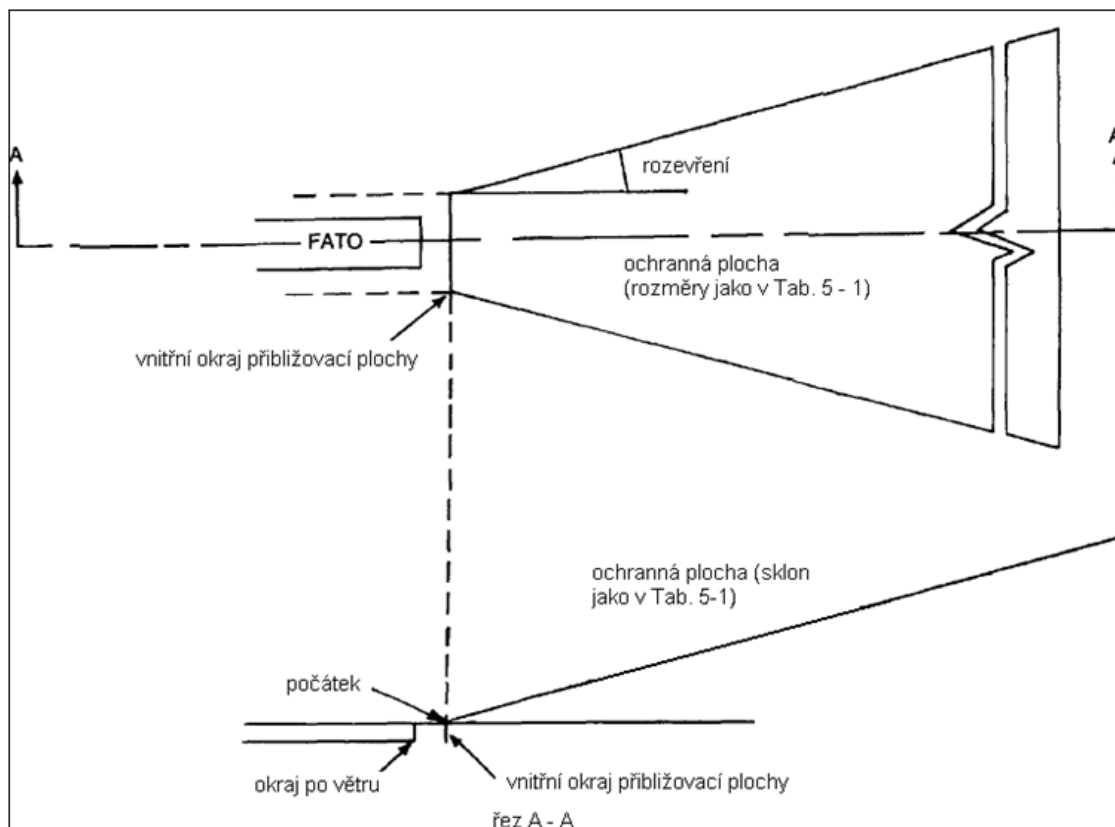 A
A
rozevření
FATO
ochranná plocha
(rozměry jako v Tab. 5 - 1)
vnitřní okraj přibližovací plochy
ochranná plocha (sklon
jako v Tab. 5-1)
počátek
okraj po větru
vnitřní okraj přibližovací plochy
řez A - A